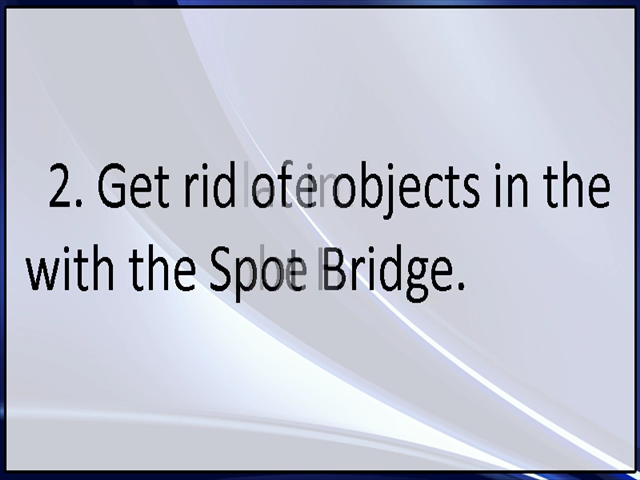 2. Get rid of objects in the
with the Spot Bridge.